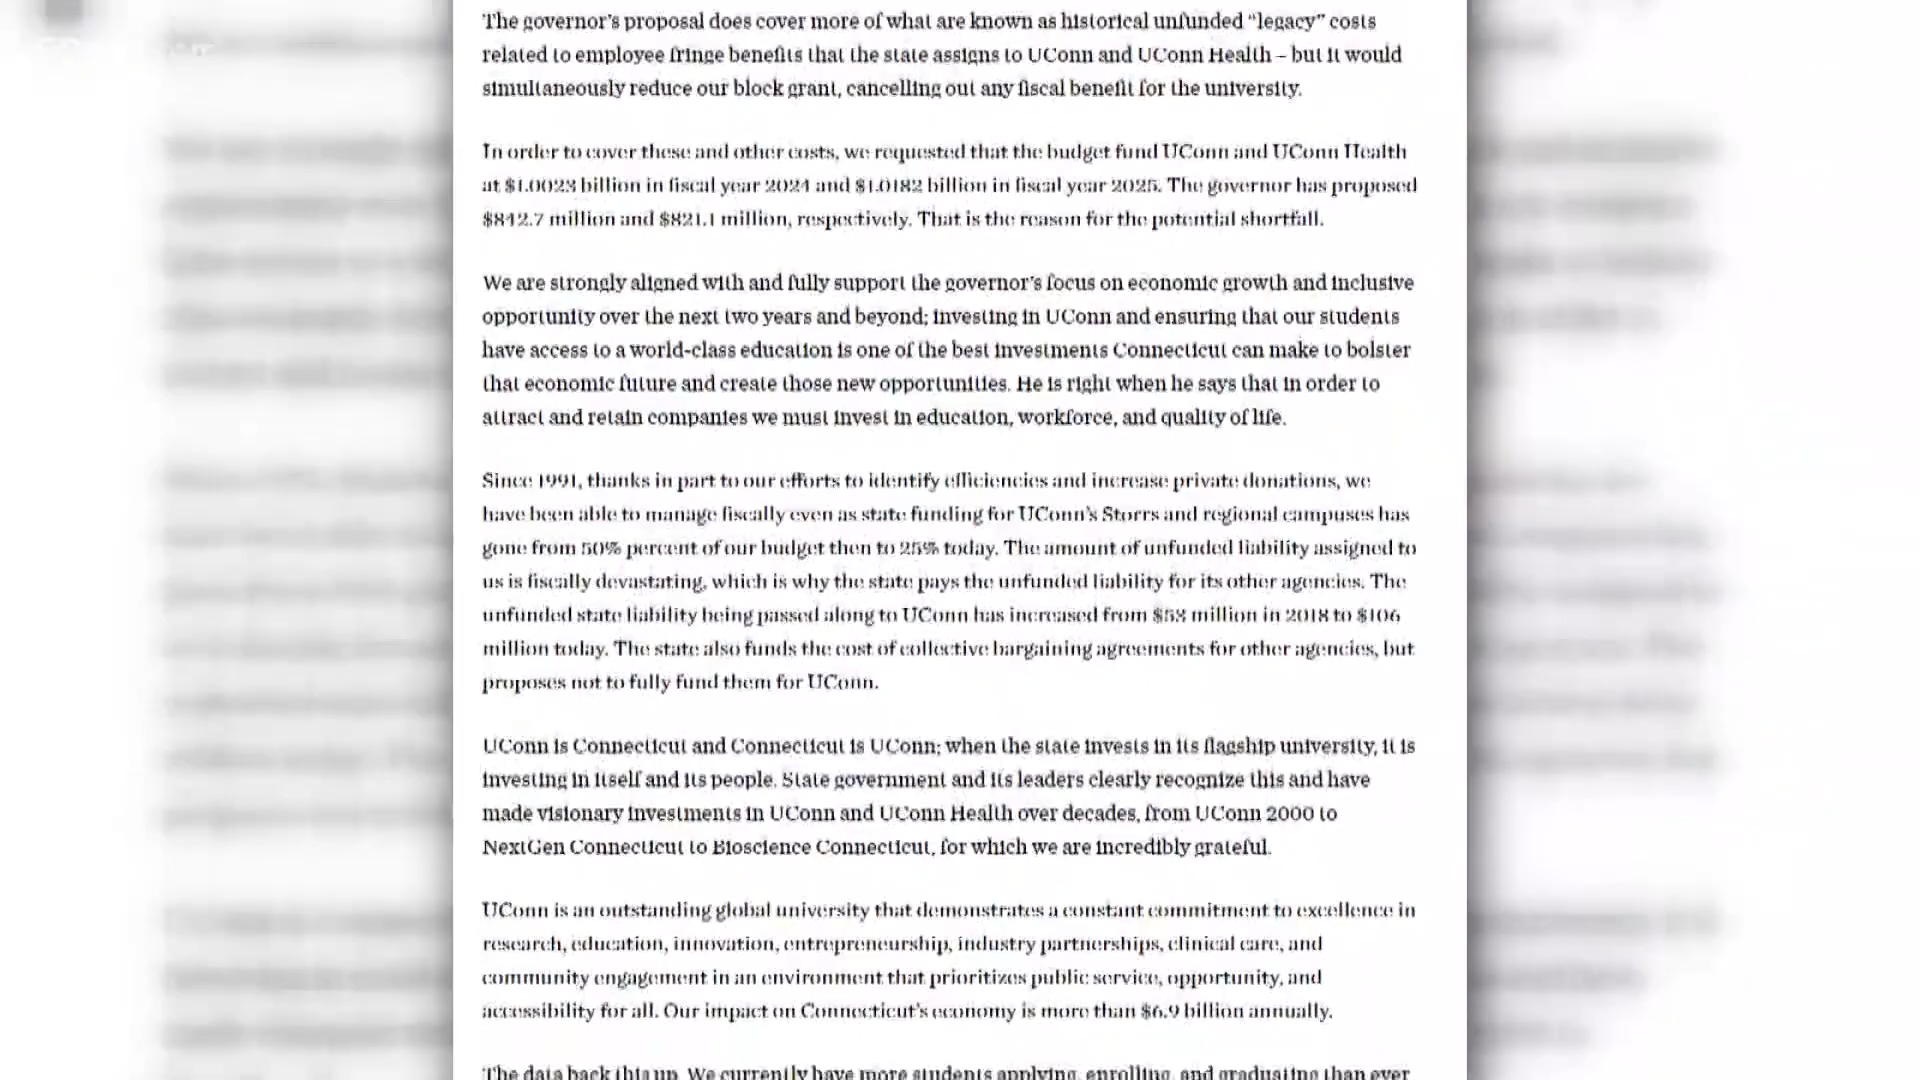 The governor’s proposal does cover more of what are known as historical unfunded “legacy” costs
related to employee fringe benefits that the state assigns to UConn and UConn Health – but it would
simultaneously reduce our block grant, cancelling out any fiscal benefit for the university.
In order to cover these and other costs, we requested that the budget fund UConn and UConn Health
at $1.0023 billion in fiscal year 2024 and $1.0182 billion in fiscal year 2025. The governor has proposed
$842.7 million and $821.1 million, respectively. That is the reason for the potential shortfall.
We are strongly aligned with and fully support the governor’s focus on economic growth and inclusive
opportunity over the next two years and beyond; investing in UConn and ensuring that our students
have access to a world-class education is one of the best investments Connecticut can make to bolster
that economic future and create those new opportunities. He is right when he says that in order to
attract and retain companies we must invest in education, workforce, and quality of life.
Since 1991, thanks in part to our efforts to identify efficiencies and increase private donations, we
have been able to manage fiscally even as state funding for UConn’s Storrs and regional campuses has
gone from 50% percent of our budget then to 25% today. The amount of unfunded liability assigned to
us is fiscally devastating, which is why the state pays the unfunded liability for its other agencies. The
unfunded state liability being passed along to UConn has increased from $58 million in 2018 to $106
million today. The state also funds the cost of collective bargaining agreements for other agencies, but
proposes not to fully fund them for UConn.
UConn is Connecticut and Connecticut is UConn; when the state invests in its flagship university, it is
investing in itself and its people. State government and its leaders clearly recognize this and have
made visionary investments in UConn and UConn Health over decades, from UConn 2000 to
NextGen Connecticut to Bioscience Connecticut, for which we are incredibly grateful.
UConn is an outstanding global university that demonstrates a constant commitment to excellence in
research, education, innovation, entrepreneurship, industry partnerships, clinical care, and
community engagement in an environment that prioritizes public service, opportunity, and
accessibility for all. Our impact on Connecticut’s economy is more than $6.9 billion annually.
The data back this up. We currently have more students applying, enrolling, and graduating than ever